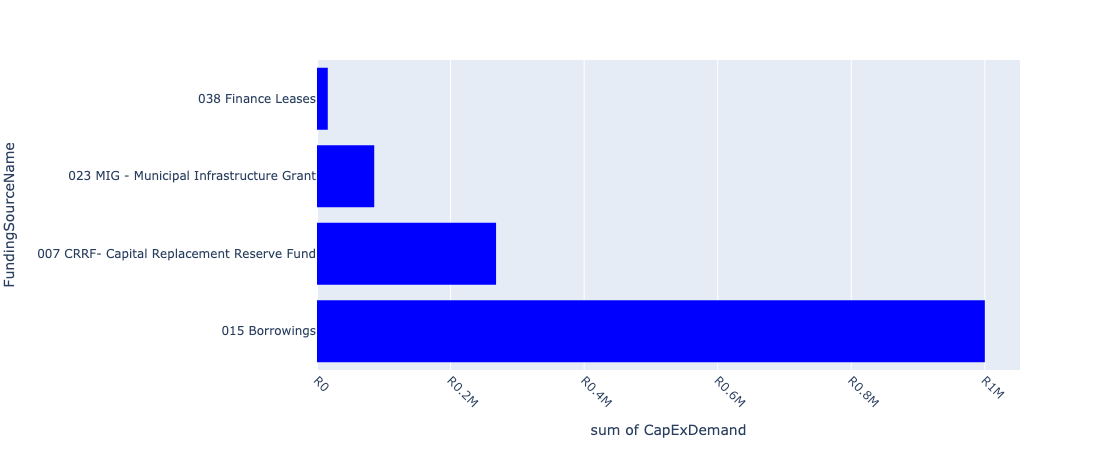 038 Finance Leases
023 MIG - Municipal Infrastructure Grant
007 CRRF- Capital Replacement Reserve Fund
015 Borrowings
FundingSourceName
R0
R0.2M
R0.4M
R0.6M
R0.8M
R1M
sum of CapExDemand